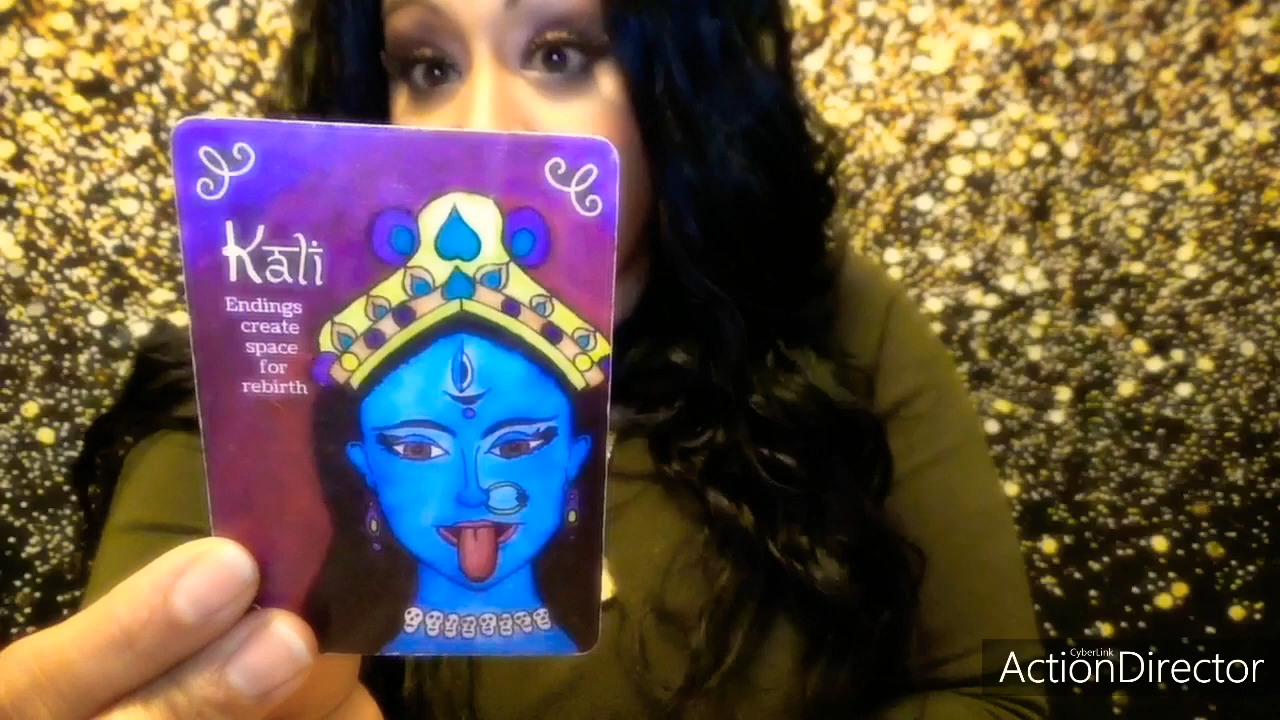 Kali
Endings
create
space
for
rebirth
CyberLink
ActionDirector